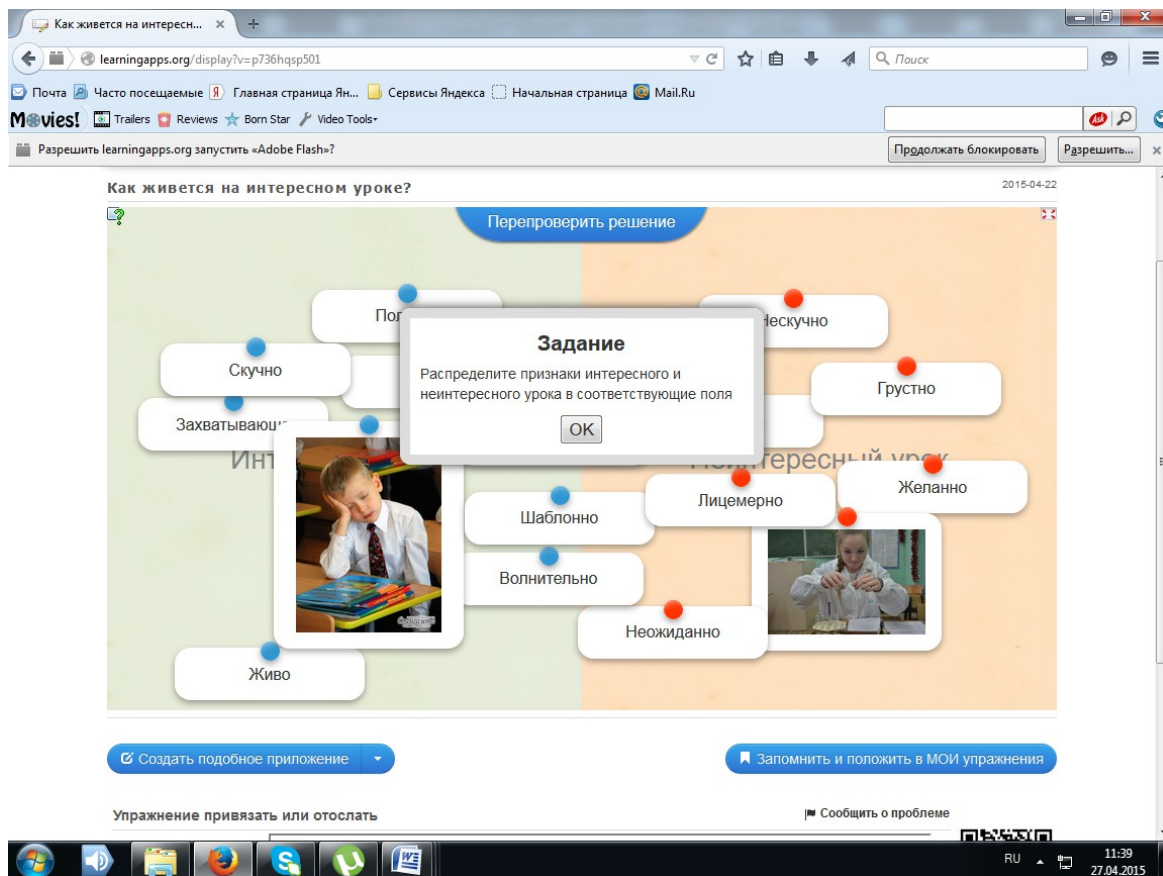 Как живется на интересн...
learningapps.org/display?v=p736hqsp501
Поиск
Почта Часто посещаемые Главная страница Ян... Сервисы Яндекса Начальная страница Mail.Ru
Movies! Trailers Reviews Born Star Video Tools
Ask
Разрешить learningapps.org запустить «Adobe Flash»?
Продолжать блокировать
Разрешить...
Как живется на интересном уроке?
2015-04-22
Перепроверить решение
Нескучно
Задание
Распределите признаки интересного и
неинтересного урока в соответствующие поля
OK
Скучно
Грустно
Неинтересный урок
Желанно
Лицемерно
Шаблонно
Волнительно
Неожиданно
Живо
Создать подобное приложение
Запомнить и положить в МОИ упражнения
Упражнение привязать или отослать
Сообщить о проблеме
RU
11:39
27.04.2015